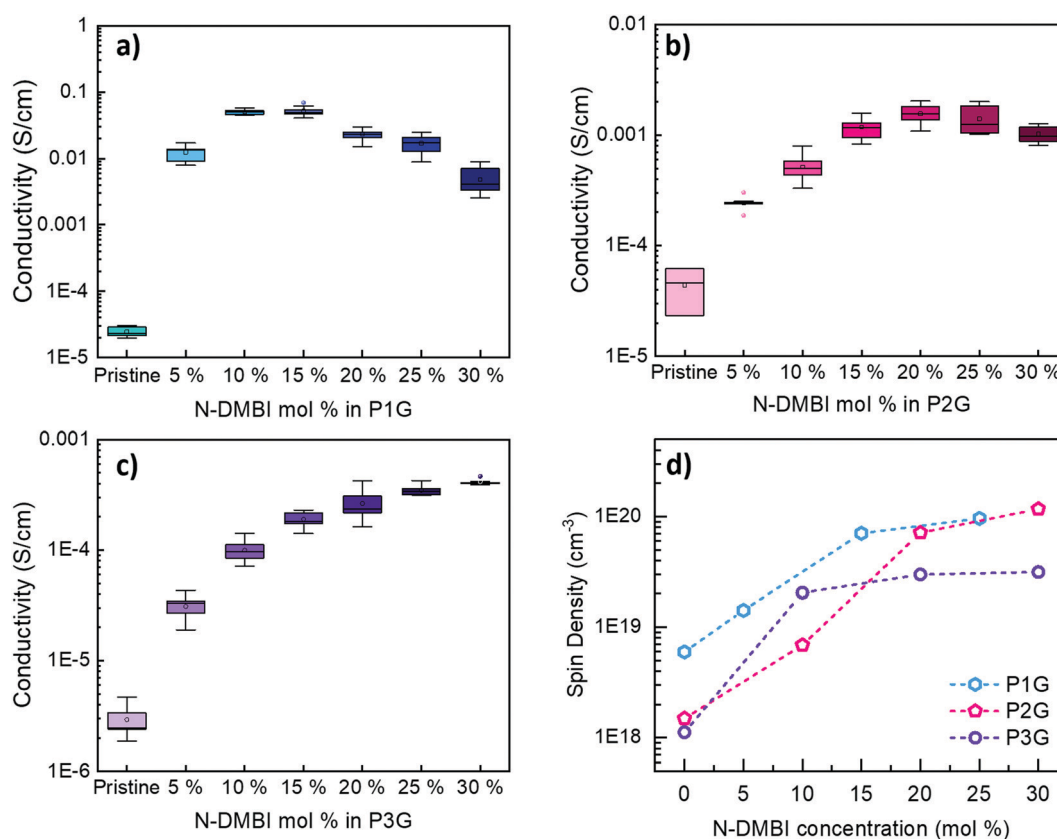 a)
Conductivity (S/cm)
1
0.1
0.01
0.001
1E-4
1E-5
Pristine 5 % 10 % 15 % 20 % 25 % 30 %
N-DMBI mol % in P1G
b)
Conductivity (S/cm)
0.01
0.001
1E-4
1E-5
Pristine 5 % 10 % 15 % 20 % 25 % 30 %
N-DMBI mol % in P2G
c)
Conductivity (S/cm)
0.001
1E-4
1E-5
1E-6
Pristine 5 % 10 % 15 % 20 % 25 % 30 %
N-DMBI mol % in P3G
d)
Spin Density (cm⁻³)
1E20
1E19
1E18
P1G
P2G
P3G
0 5 10 15 20 25 30
N-DMBI concentration (mol %)